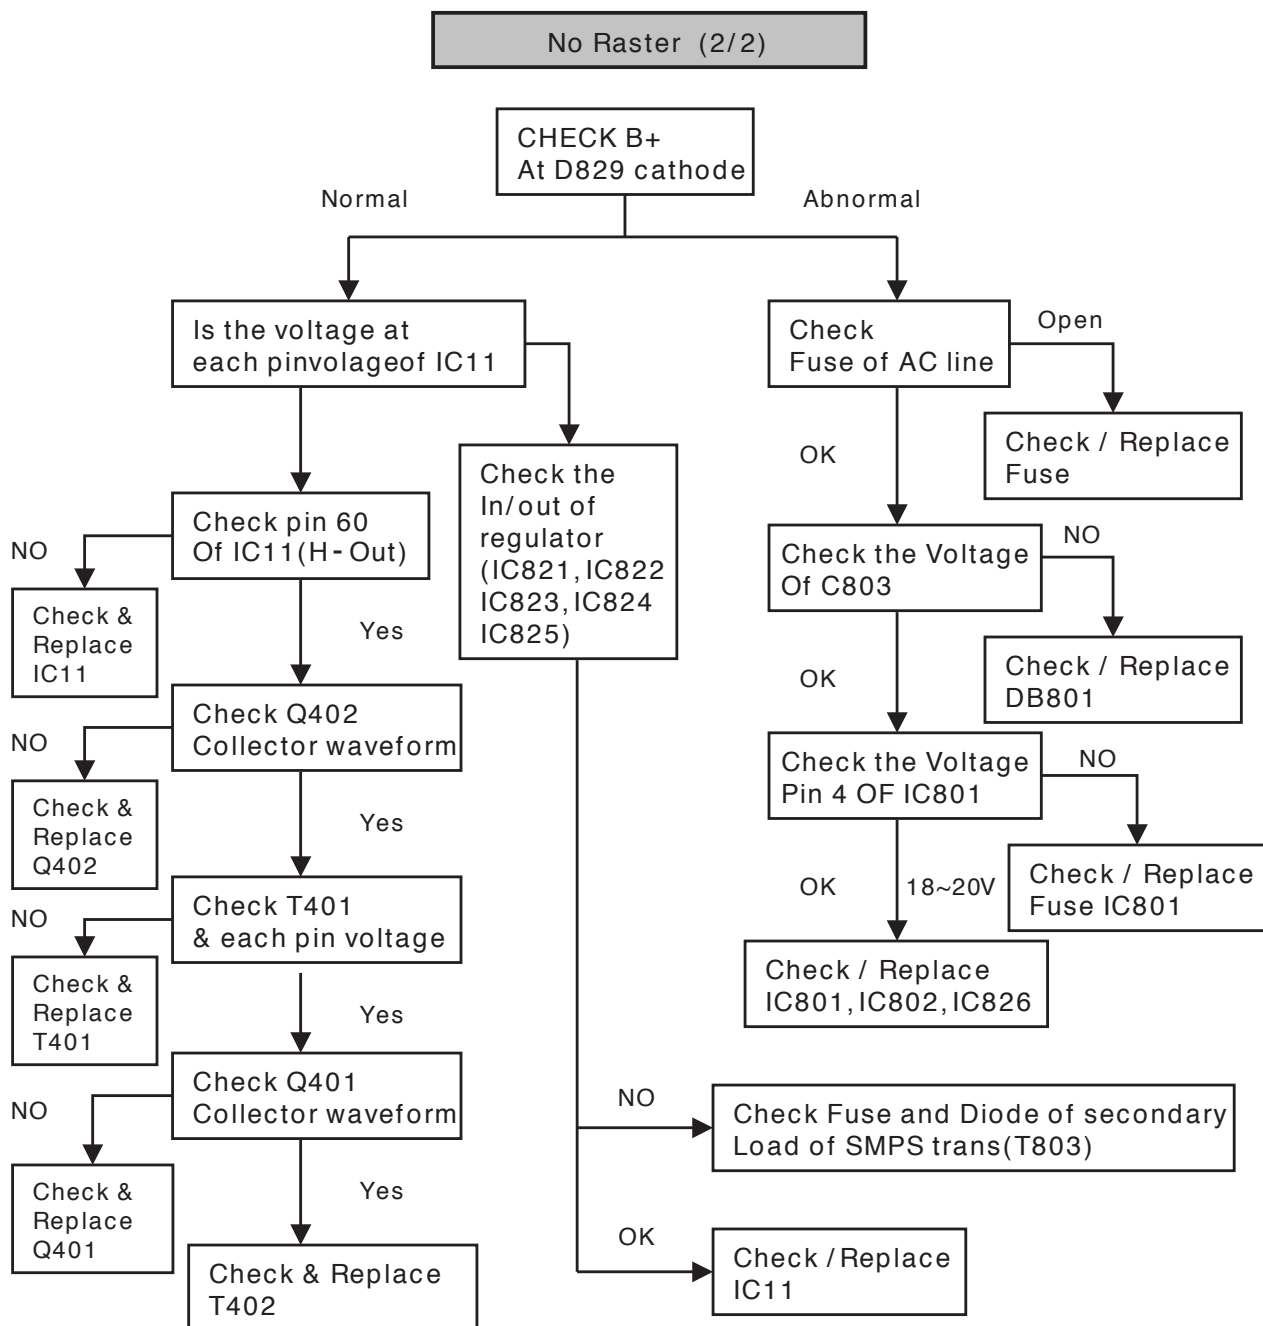 No Raster (2/2)
CHECK B+
At D829 cathode
Normal
Abnormal
Is the voltage at
each pinvolageof IC11
Check
Fuse of AC line
Open
Check / Replace
Fuse
OK
Check the
In/out of
regulator
(IC821, IC822
IC823, IC824
IC825)
Check pin 60
Of IC11(H-Out)
NO
Check &
Replace
IC11
Yes
Check the Voltage
Of C803
NO
Check / Replace
DB801
OK
Check Q402
Collector waveform
NO
Check &
Replace
Q402
Yes
Check the Voltage
Pin 4 OF IC801
NO
Check / Replace
Fuse IC801
OK
18~20V
Check / Replace
IC801, IC802, IC826
Check T401
& each pin voltage
NO
Check &
Replace
T401
Yes
Check Q401
Collector waveform
NO
Check &
Replace
Q401
Yes
Check & Replace
T402
NO
Check Fuse and Diode of secondary
Load of SMPS trans(T803)
OK
Check /Replace
IC11